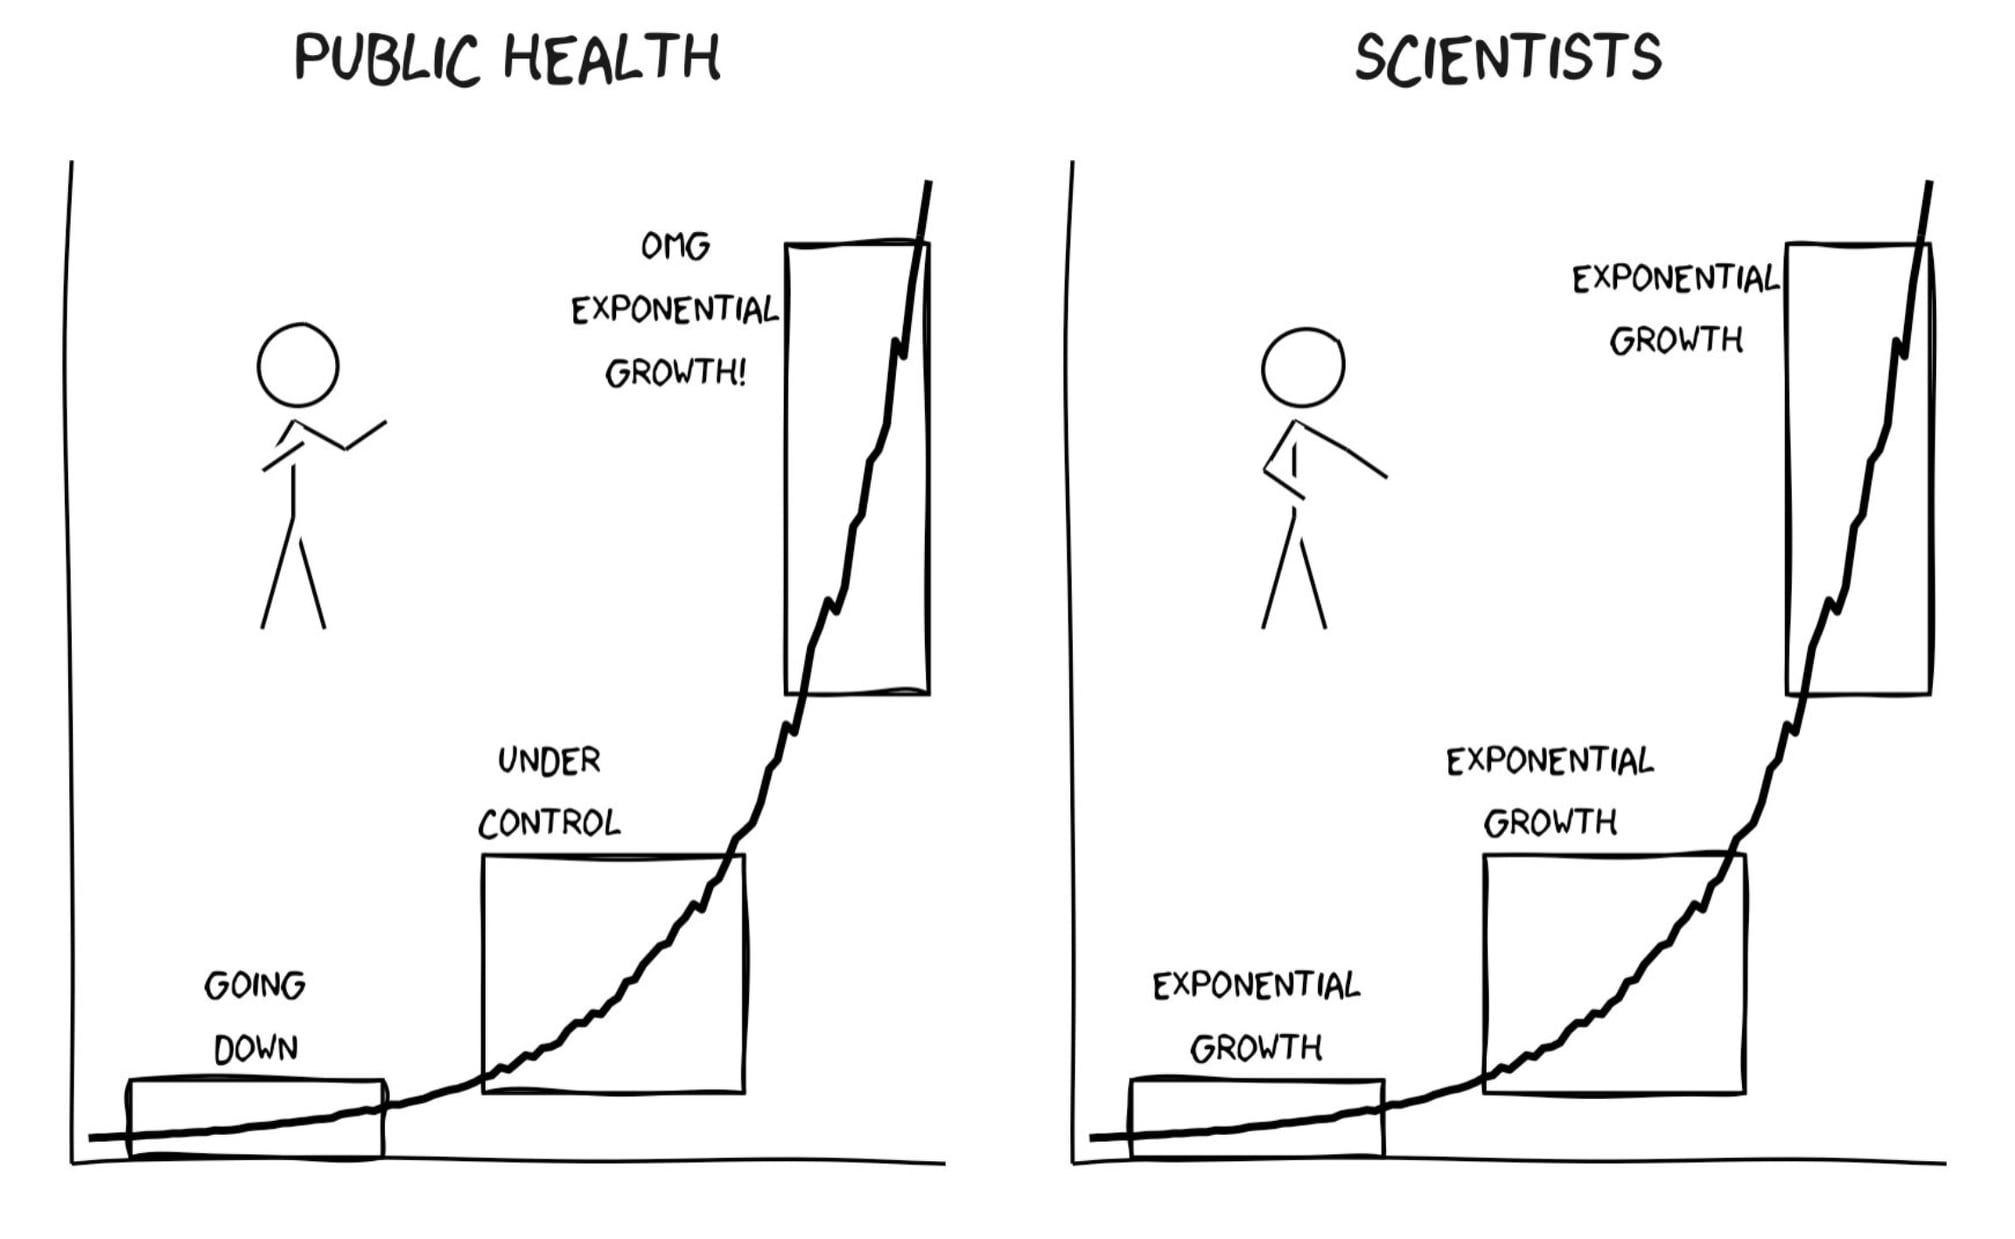 PUBLIC HEALTH
OMG
EXPONENTIAL
GROWTH!
UNDER
CONTROL
GOING
DOWN
SCIENTISTS
EXPONENTIAL
GROWTH
EXPONENTIAL
GROWTH
EXPONENTIAL
GROWTH